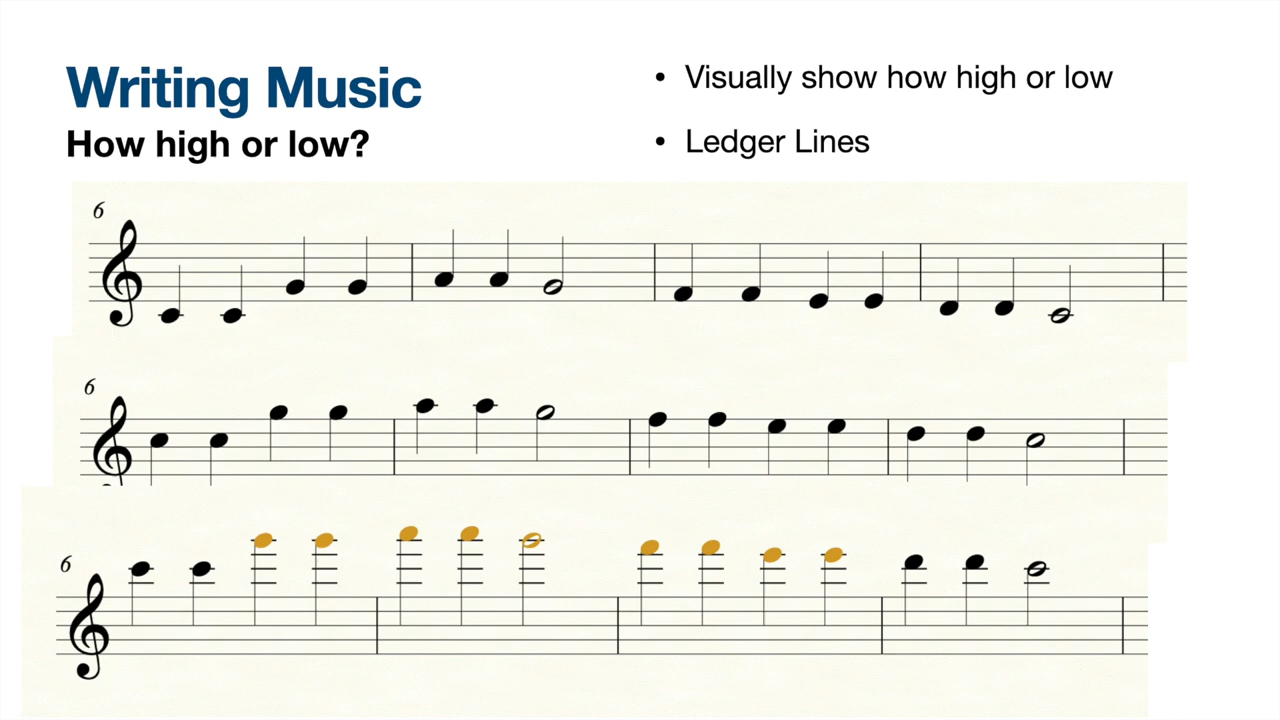 Writing Music
How high or low?
• Visually show how high or low
• Ledger Lines
6
6
6